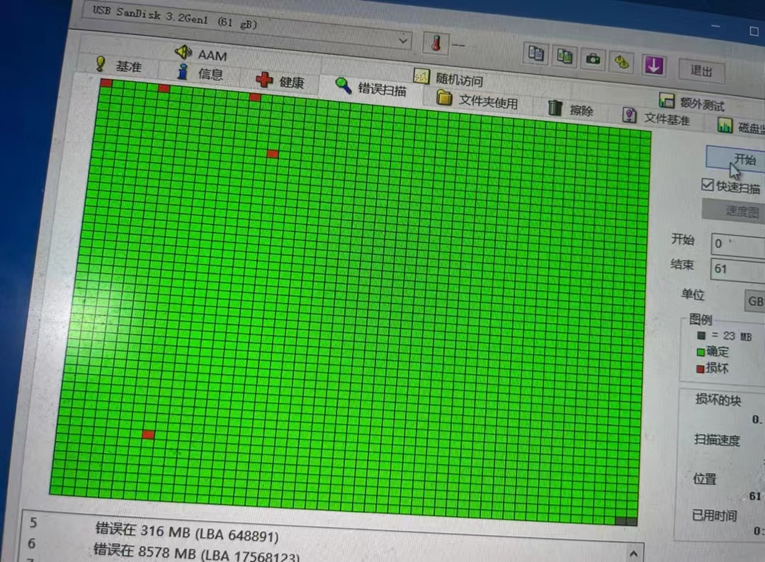 USB SanDisk 3.2Gen1 (61 gB)
AAM
基准
信息
健康
错误扫描
随机访问
文件夹使用
擦除
额外测试
文件基准
退出
开始
快速扫描
速度图
开始 0
结束 61
单位 GB
图例
= 23 MB
确定
损坏
损坏的块
0.
扫描速度
位置
61
已用时间
0:
5 错误在 316 MB (LBA 648891)
6 错误在 8578 MB (LBA 17568123)